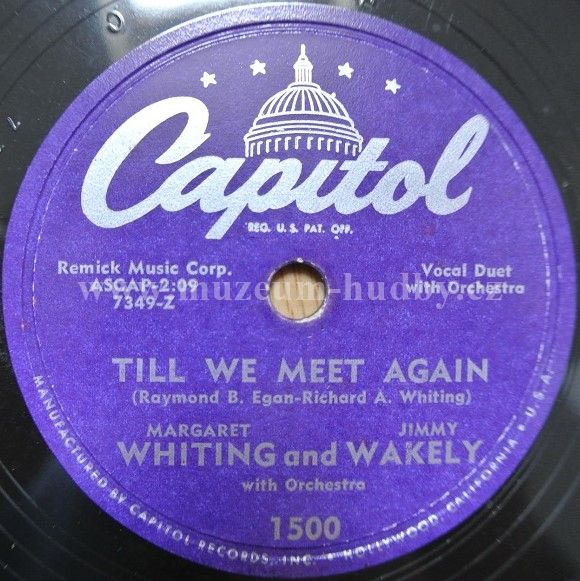 Capitol
REG. U.S. PAT. OFF.
Remick Music Corp.
ASCAP-2:09
7349-Z
Vocal Duet
with Orchestra
www.muzeum-hudby.cz
TILL WE MEET AGAIN
(Raymond B. Egan-Richard A. Whiting)
MARGARET JIMMY
WHITING and WAKELY
with Orchestra
1500
MANUFACTURED BY CAPITOL RECORDS, INC. • HOLLYWOOD, CALIFORNIA • U.S.A.